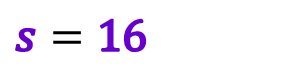 s = 16